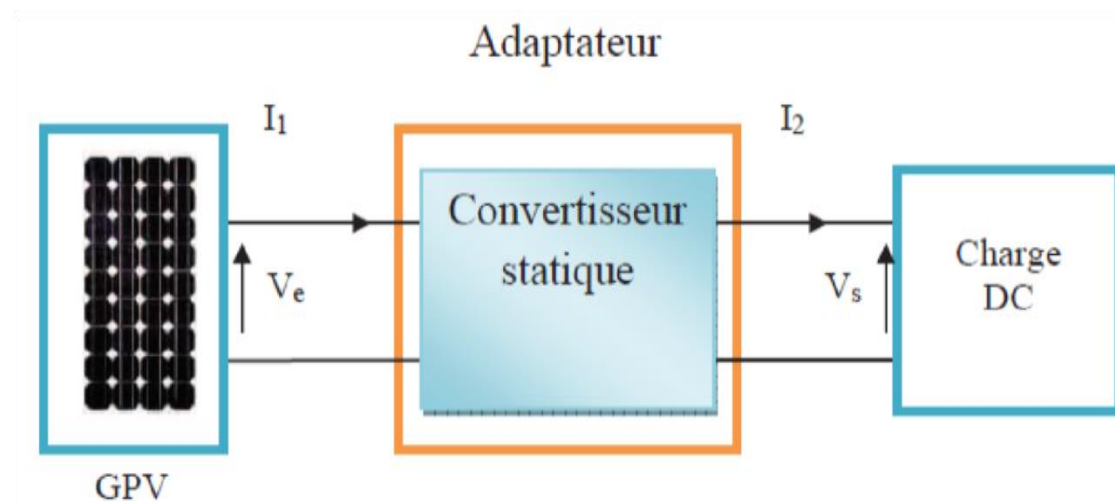 Adaptateur
I₁
I₂
Convertisseur
statique
Vₑ
Vₛ
Charge
DC
GPV